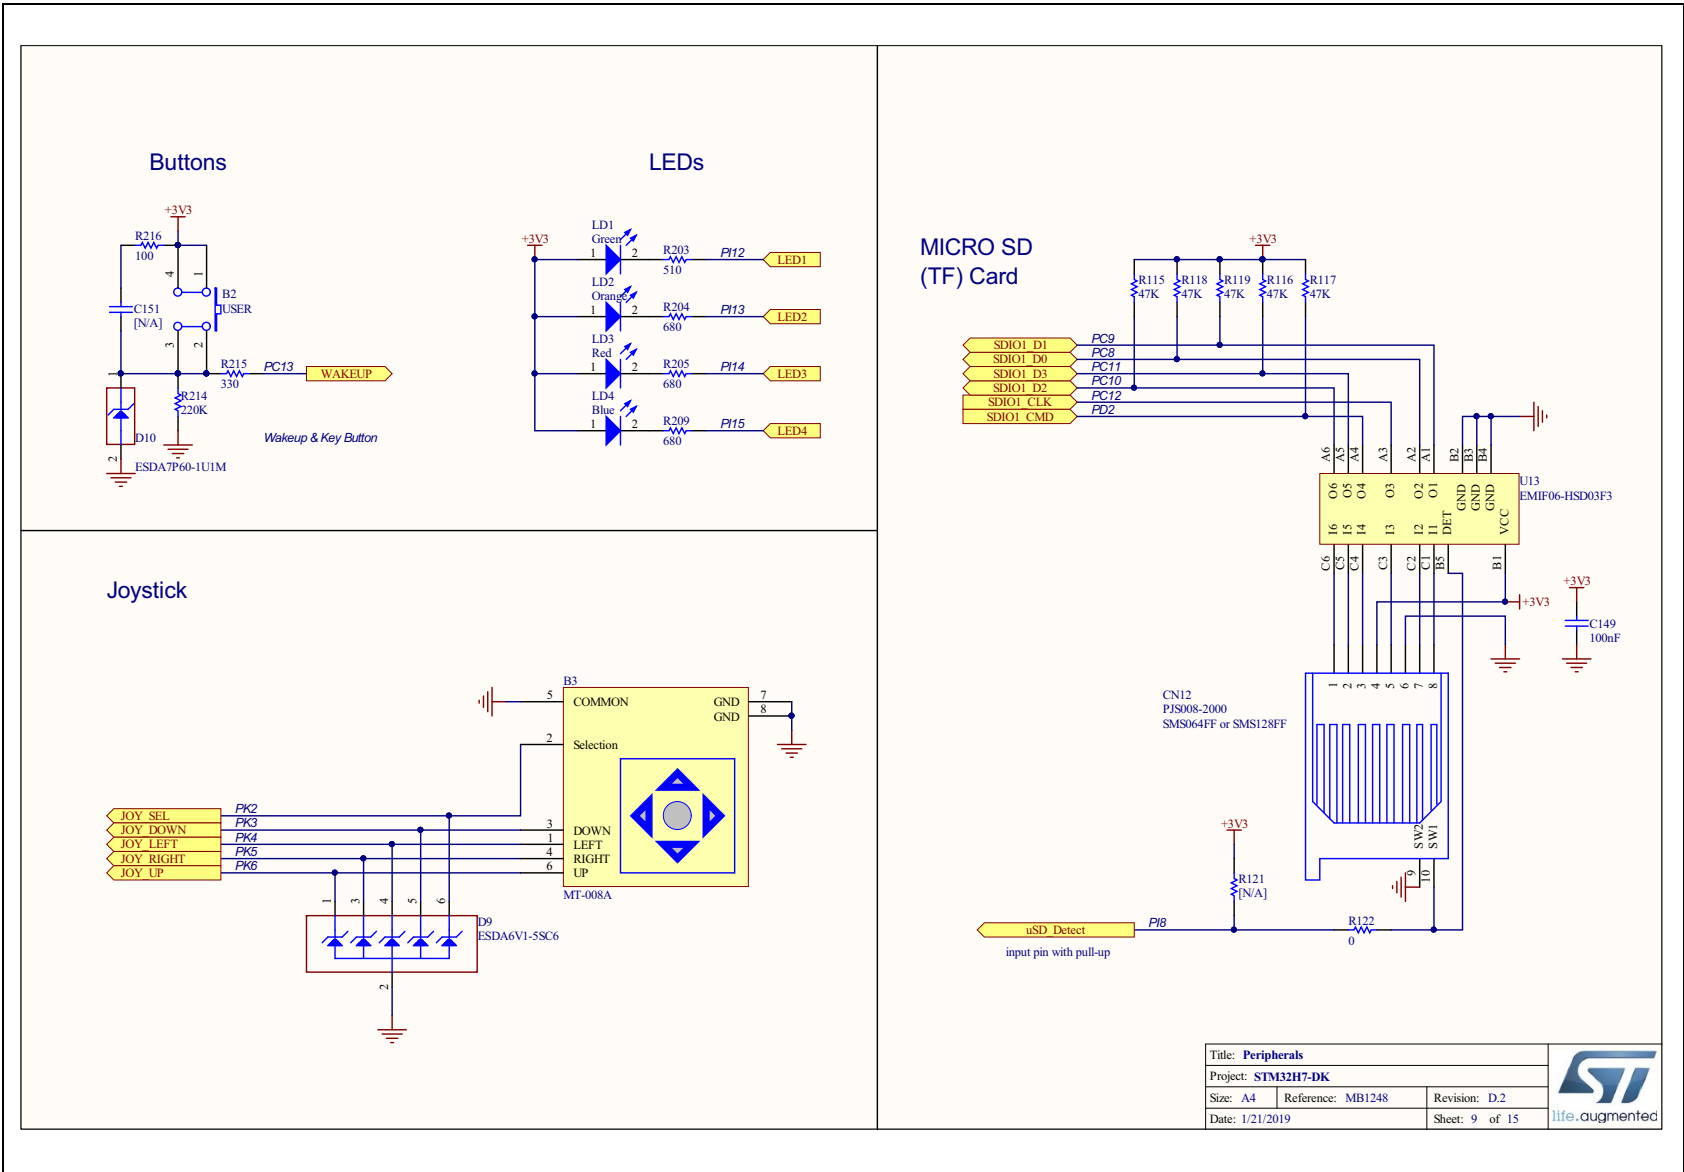 Buttons
+3V3
R216
100
4
1
C151
[N/A]
B2
USER
3
2
1
R215
330
PC13
WAKEUP
R214
220K
D10
2
ESDA7P60-1U1M
Wakeup & Key Button
LEDs
+3V3
LD1
Green
1
2
R203
510
PI12
LED1
LD2
Orange
1
2
R204
680
PI13
LED2
LD3
Red
1
2
R205
680
PI14
LED3
LD4
Blue
1
2
R209
680
PI15
LED4
Joystick
B3
5
COMMON
2
Selection
GND
7
GND
8
JOY_SEL
PK2
JOY_DOWN
PK3
3
DOWN
JOY_LEFT
PK4
1
LEFT
JOY_RIGHT
PK5
4
RIGHT
JOY_UP
PK6
6
UP
MT-008A
1
3
4
5
6
D9
ESDA6V1-5SC6
2
MICRO SD
(TF) Card
+3V3
R115
47K
R118
47K
R119
47K
R116
47K
R117
47K
SDIO1_D1
PC9
SDIO1_D0
PC8
SDIO1_D3
PC11
SDIO1_D2
PC10
SDIO1_CLK
PC12
SDIO1_CMD
PD2
A6
A5
A4
A3
A2
A1
B2
B3
B4
U13
EMIF06-HSD03F3
O6
O5
O4
O3
O2
O1
GND
GND
GND
I6
I5
I4
I3
I2
I1
DET
VCC
C6
C5
C4
C3
C2
C1
B5
B1
+3V3
+3V3
C149
100nF
CN12
PJS008-2000
SMS064FF or SMS128FF
1
2
3
4
5
6
7
8
SW2
SW1
9
10
+3V3
R121
[N/A]
uSD_Detect
PI8
R122
0
input pin with pull-up
Title: Peripherals
Project: STM32H7-DK
Size: A4
Reference: MB1248
Revision: D.2
Date: 1/21/2019
Sheet: 9 of 15
ST
life.augmented